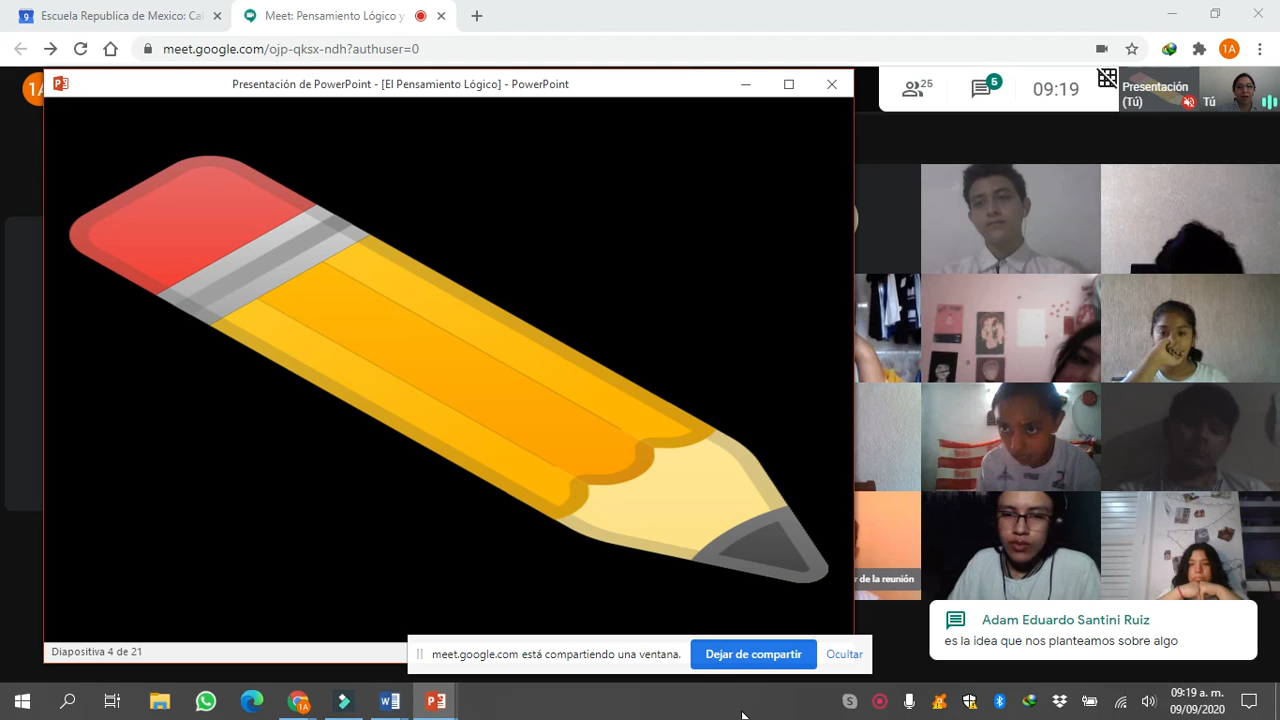 Escuela Republica de Mexico: Cal
Meet: Pensamiento Lógico y
meet.google.com/ojp-qksx-ndh?authuser=0
1A
1
Presentación de PowerPoint - [El Pensamiento Lógico] - PowerPoint
25
5
09:19
Presentación
(Tú)
Tú
r de la reunión
Adam Eduardo Santini Ruiz
es la idea que nos planteamos sobre algo
Diapositiva 4 de 21
meet.google.com está compartiendo una ventana.
Dejar de compartir
Ocultar
09:19 a. m.
09/09/2020